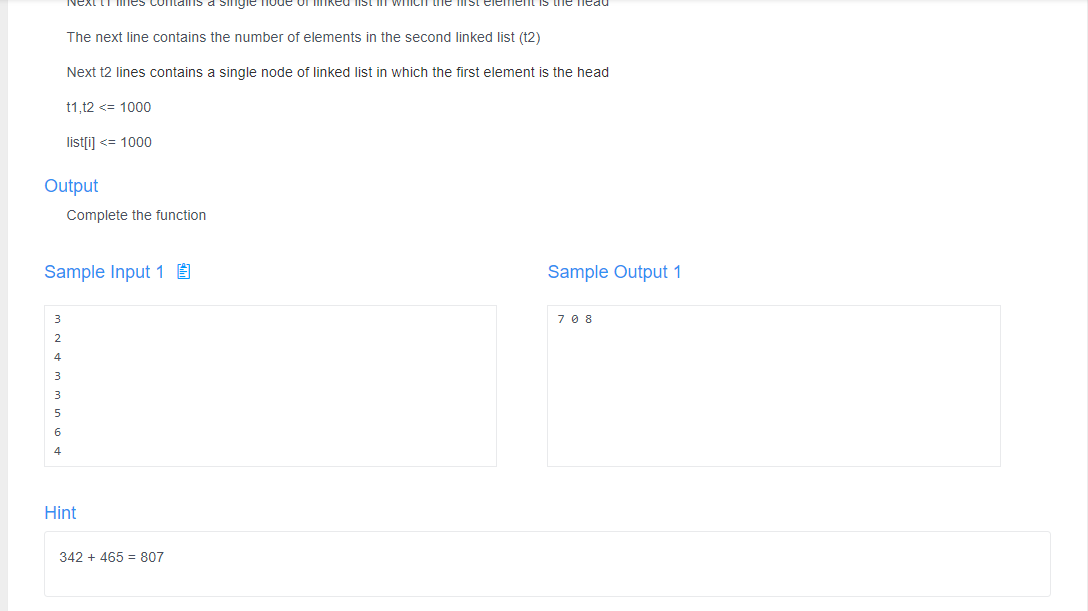 Next t1 lines contains a single node of linked list in which the first element is the head
The next line contains the number of elements in the second linked list (t2)
Next t2 lines contains a single node of linked list in which the first element is the head
t1,t2 <= 1000
list[i] <= 1000
Output
Complete the function
Sample Input 1
Sample Output 1
3
2
4
3
3
5
6
4
7 0 8
Hint
342 + 465 = 807